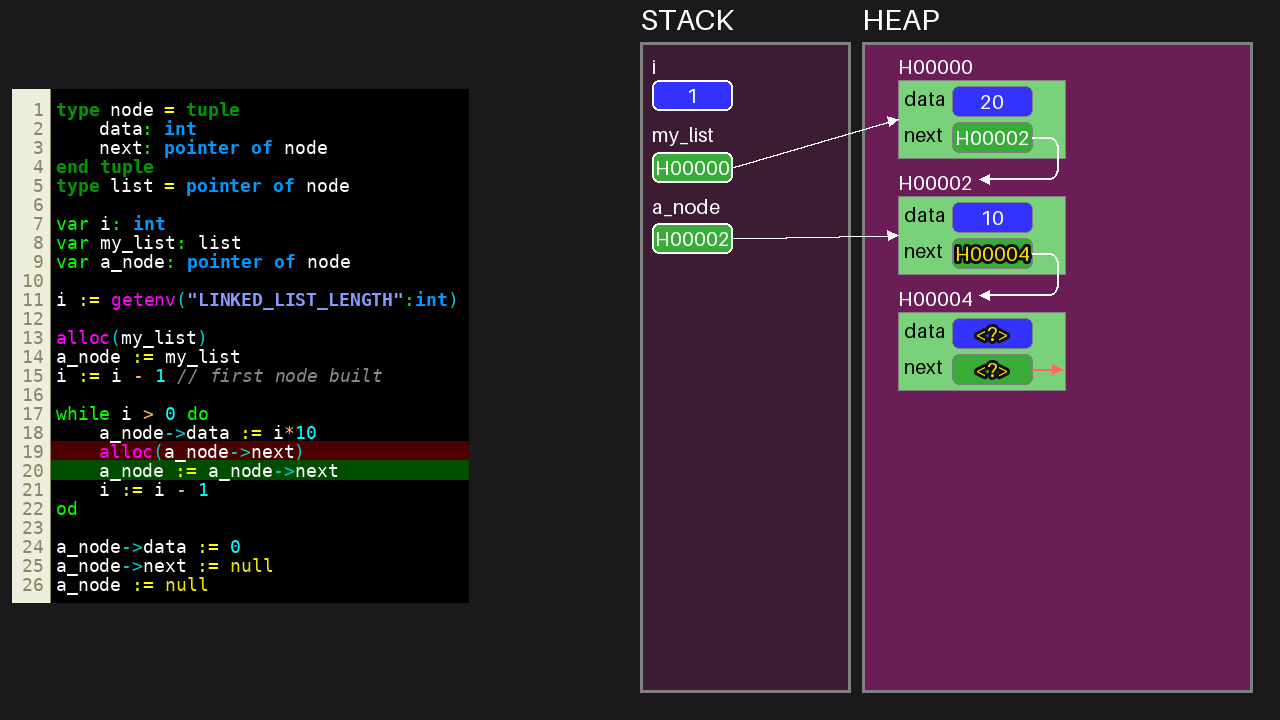 STACK
HEAP
1 type node = tuple
2     data: int
3     next: pointer of node
4 end tuple
5 type list = pointer of node
6
7 var i: int
8 var my_list: list
9 var a_node: pointer of node
10
11 i := getenv("LINKED_LIST_LENGTH":int)
12
13 alloc(my_list)
14 a_node := my_list
15 i := i - 1 // first node built
16
17 while i > 0 do
18     a_node->data := i*10
19     alloc(a_node->next)
20     a_node := a_node->next
21     i := i - 1
22 od
23
24 a_node->data := 0
25 a_node->next := null
26 a_node := null
i
1
my_list
H00000
a_node
H00002
H00000
data 20
next H00002
H00002
data 10
next H00004
H00004
data <?>
next <?>